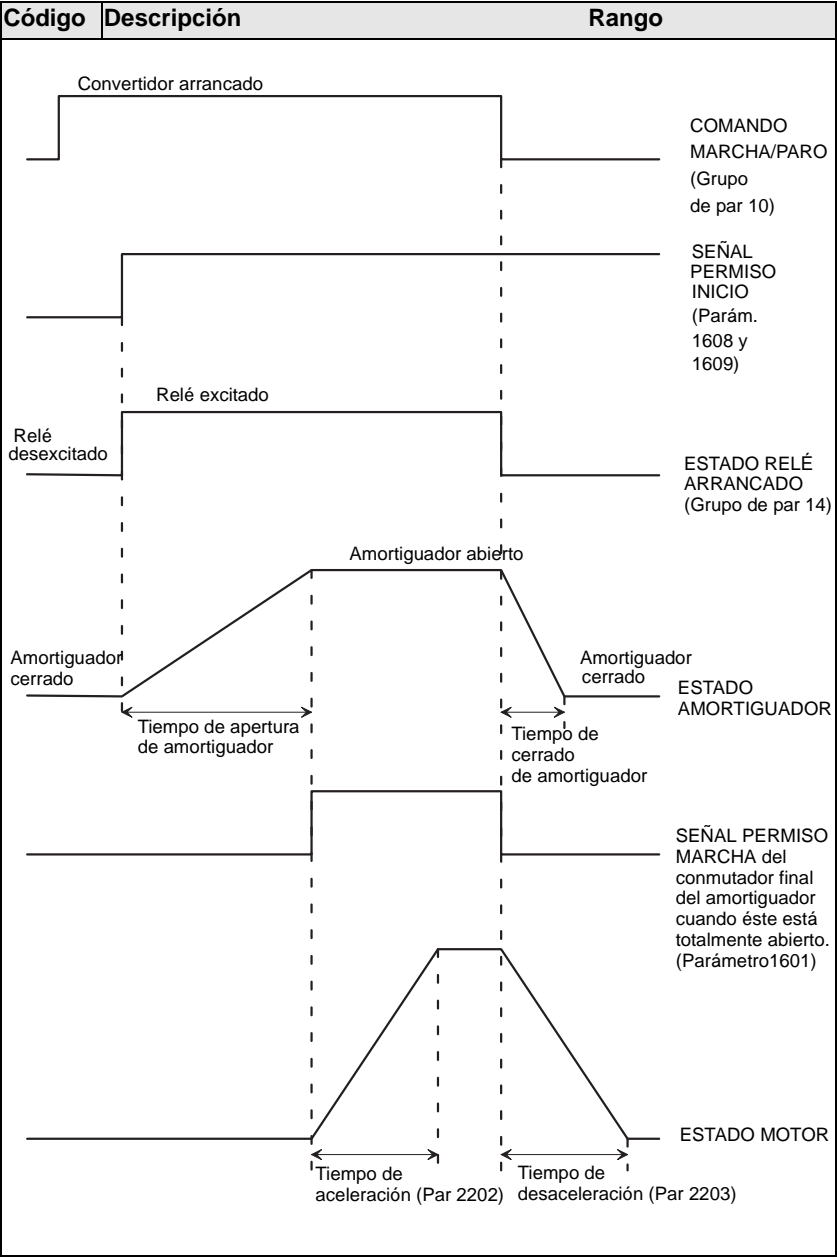 Código Descripción Rango
Convertidor arrancado
COMANDO
MARCHA/PARO
(Grupo
de par 10)
SEÑAL
PERMISO
INICIO
(Parám.
1608 y
1609)
Relé excitado
Relé
desexcitado
ESTADO RELÉ
ARRANCADO
(Grupo de par 14)
Amortiguador abierto
Amortiguador
cerrado
Amortiguador
cerrado
ESTADO
AMORTIGUADOR
Tiempo de apertura
de amortiguador
Tiempo de
cerrado
de amortiguador
SEÑAL PERMISO
MARCHA del
conmutador final
del amortiguador
cuando éste está
totalmente abierto.
(Parámetro1601)
ESTADO MOTOR
Tiempo de
aceleración (Par 2202)
Tiempo de
desaceleración (Par 2203)